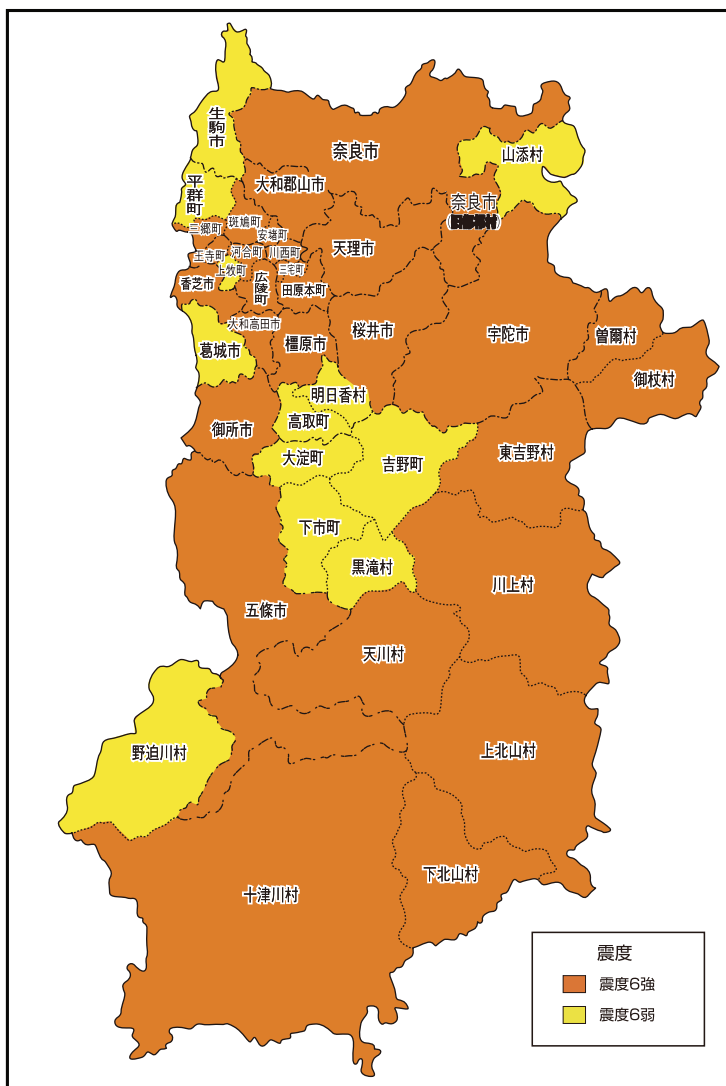 生駒市
奈良市
山添村
平群町
大和郡山市
奈良市
(旧都祁村)
斑鳩町
三郷町
安堵町
天理市
王寺町
河合町
川西町
上牧町
三宅町
香芝市
広陵町
田原本町
大和高田市
桜井市
宇陀市
曽爾村
葛城市
橿原市
御杖村
明日香村
高取町
御所市
大淀町
吉野町
東吉野村
下市町
黒滝村
川上村
五條市
天川村
野迫川村
上北山村
下北山村
十津川村
震度
震度6強
震度6弱